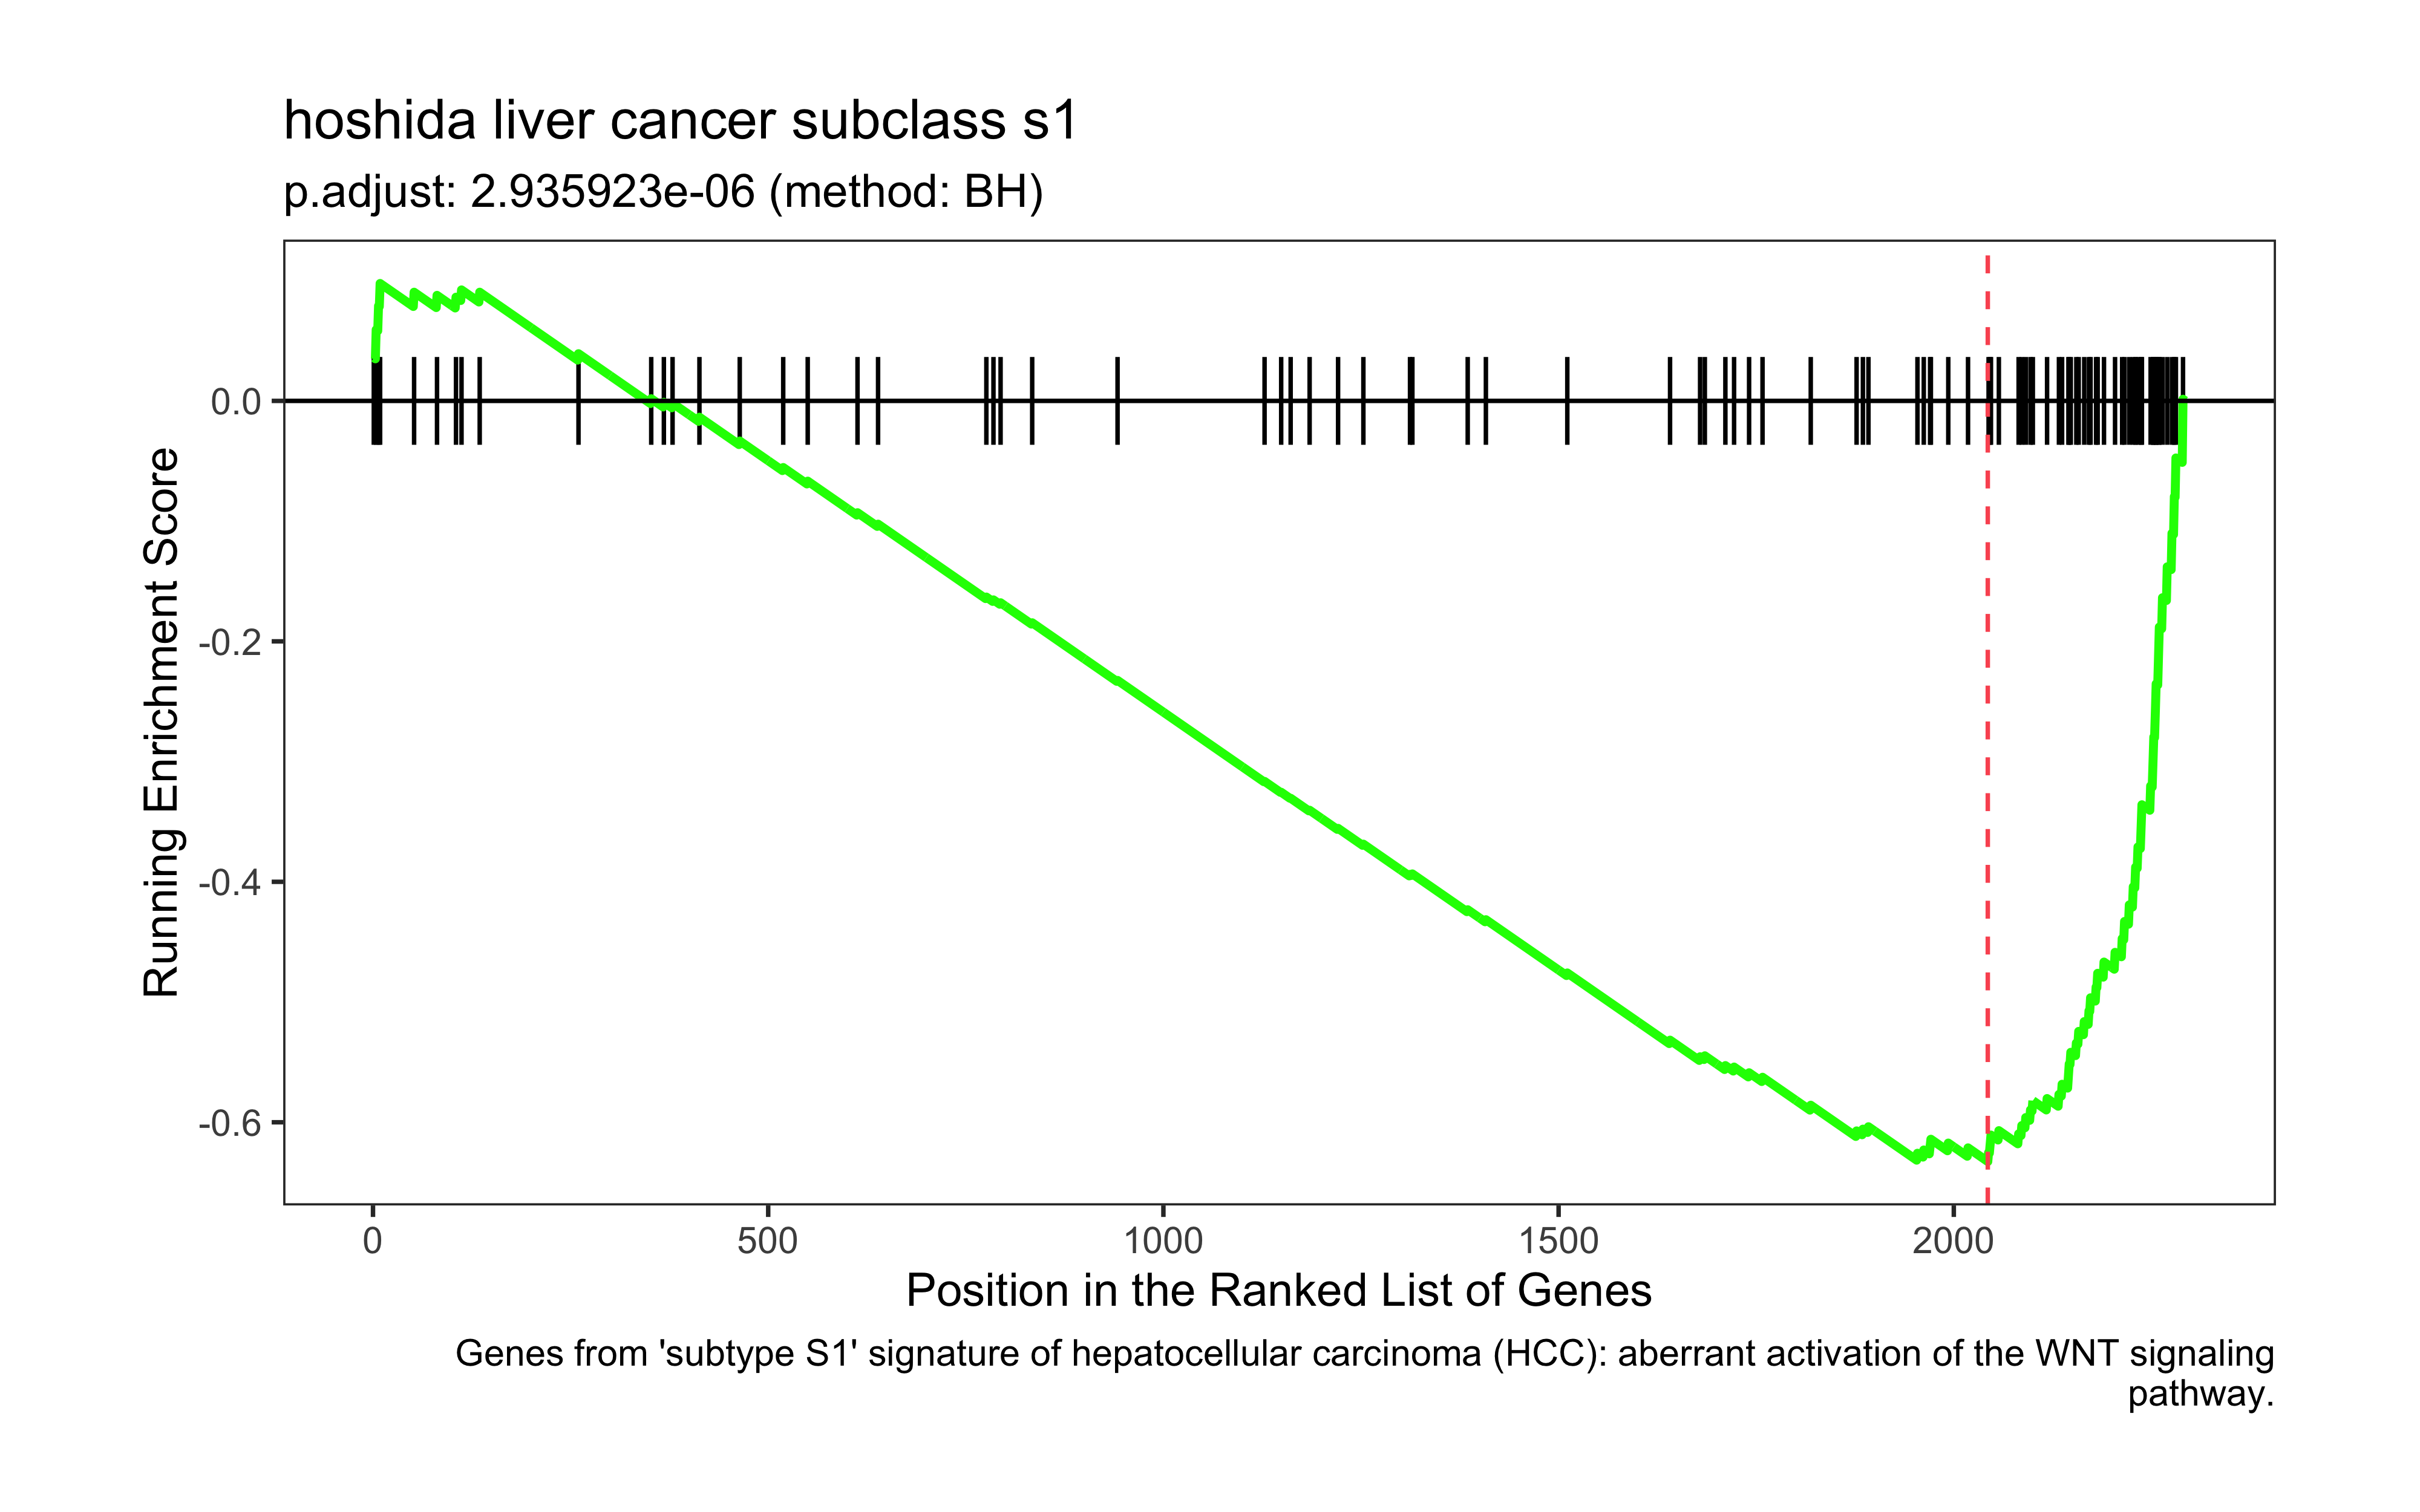 hoshida liver cancer subclass s1
p.adjust: 2.935923e-06 (method: BH)
Running Enrichment Score
0.0
-0.2
-0.4
-0.6
0
500
1000
1500
2000
Position in the Ranked List of Genes
Genes from 'subtype S1' signature of hepatocellular carcinoma (HCC): aberrant activation of the WNT signaling
pathway.